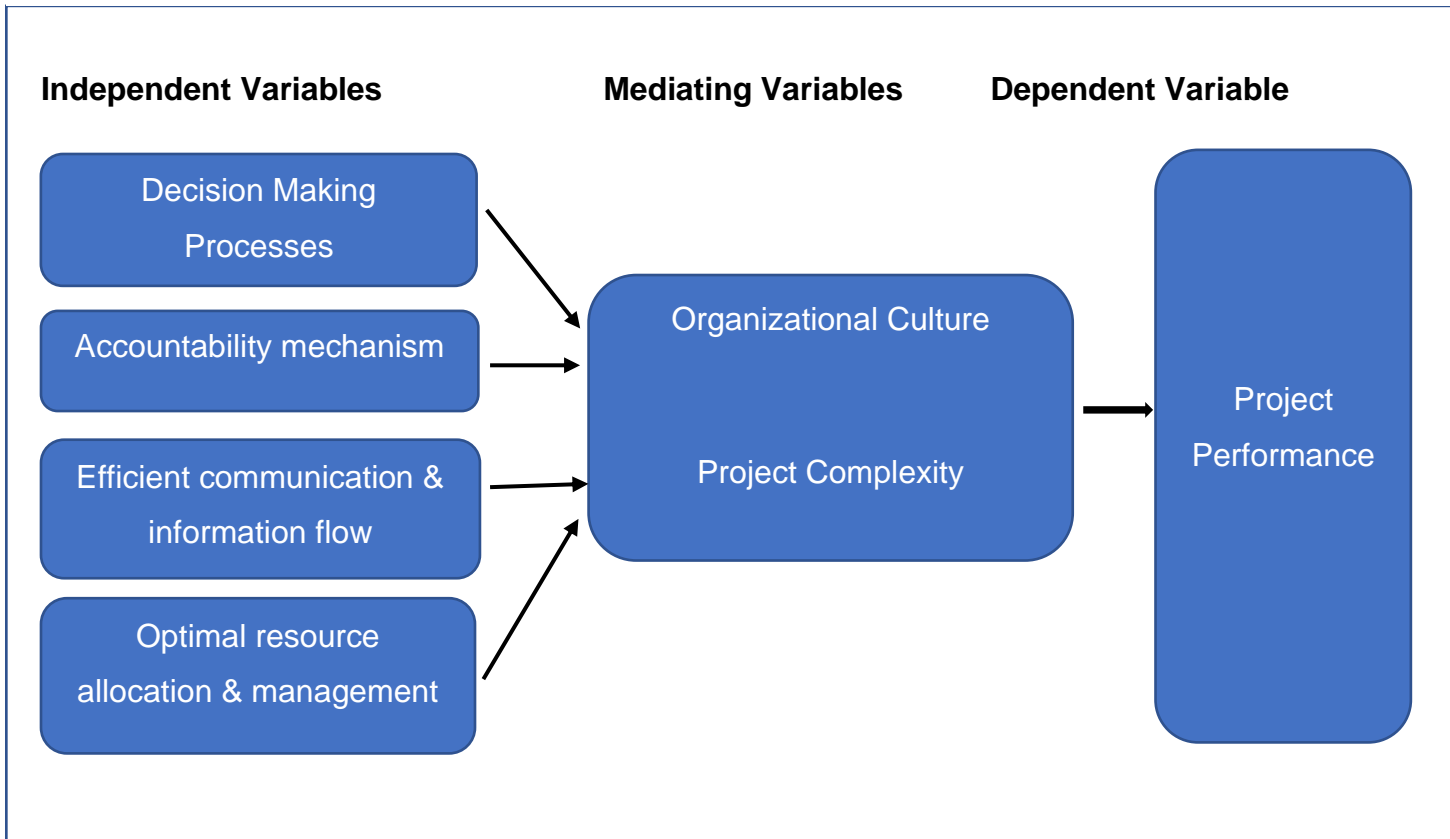 Independent Variables
Mediating Variables
Dependent Variable
Decision Making
Processes
Accountability mechanism
Efficient communication &
information flow
Optimal resource
allocation & management
Organizational Culture
Project Complexity
Project
Performance